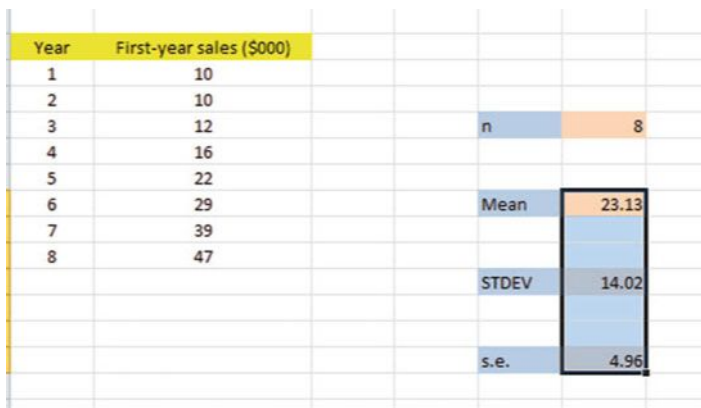 Year First-year sales ($000)
1 10
2 10
3 12 n 8
4 16
5 22
6 29 Mean 23.13
7 39
8 47
STDEV 14.02
s.e. 4.96